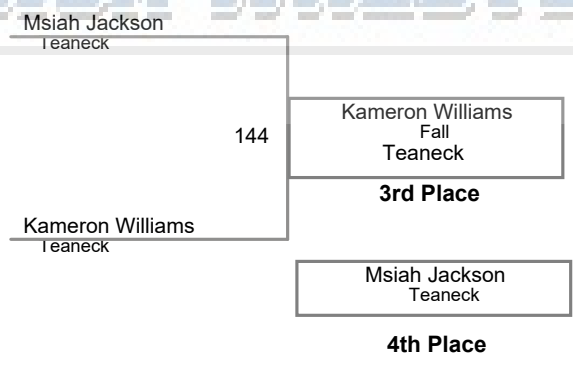 Msiah Jackson
Teaneck
144
Kameron Williams
Fall
Teaneck
3rd Place
Kameron Williams
Teaneck
Msiah Jackson
Teaneck
4th Place